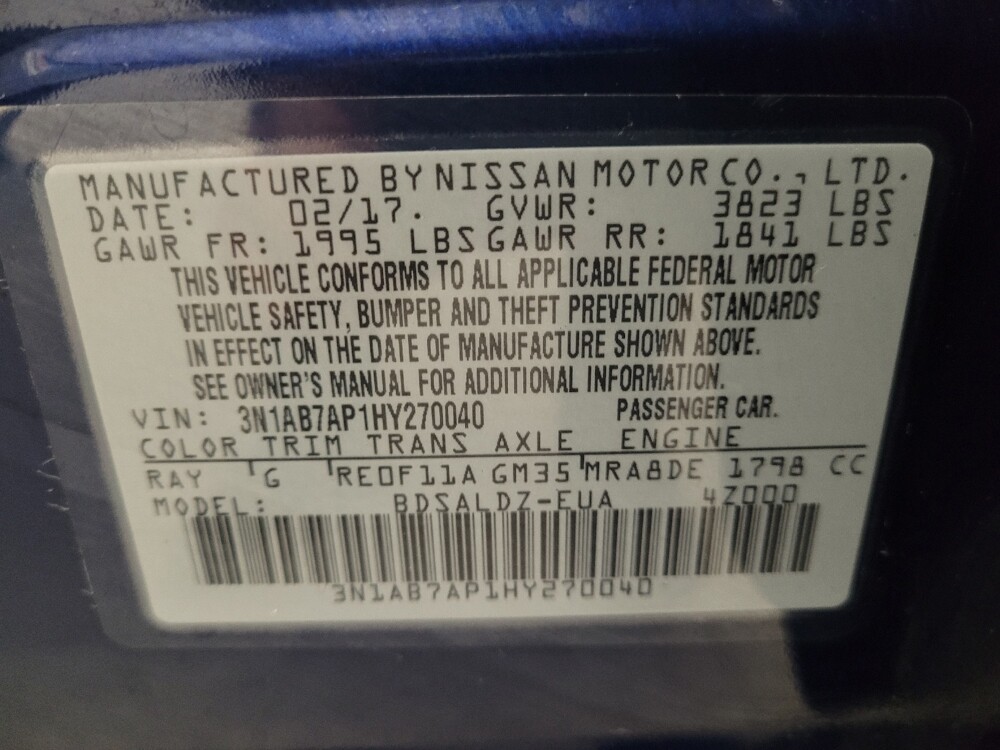 MANUFACTURED BY NISSAN MOTOR CO., LTD.
DATE: 02/17. GVWR: 3823 LBS
GAWR FR: 1995 LBS GAWR RR: 1841 LBS
THIS VEHICLE CONFORMS TO ALL APPLICABLE FEDERAL MOTOR
VEHICLE SAFETY, BUMPER AND THEFT PREVENTION STANDARDS
IN EFFECT ON THE DATE OF MANUFACTURE SHOWN ABOVE.
SEE OWNER'S MANUAL FOR ADDITIONAL INFORMATION.
VIN: 3N1AB7AP1HY270040 PASSENGER CAR.
COLOR TRIM TRANS AXLE ENGINE
RAY G RE0F11A GM35 MRA8DE 1798 CC
MODEL: BDSALDZ-EUA 4Z000
3N1AB7AP1HY270040